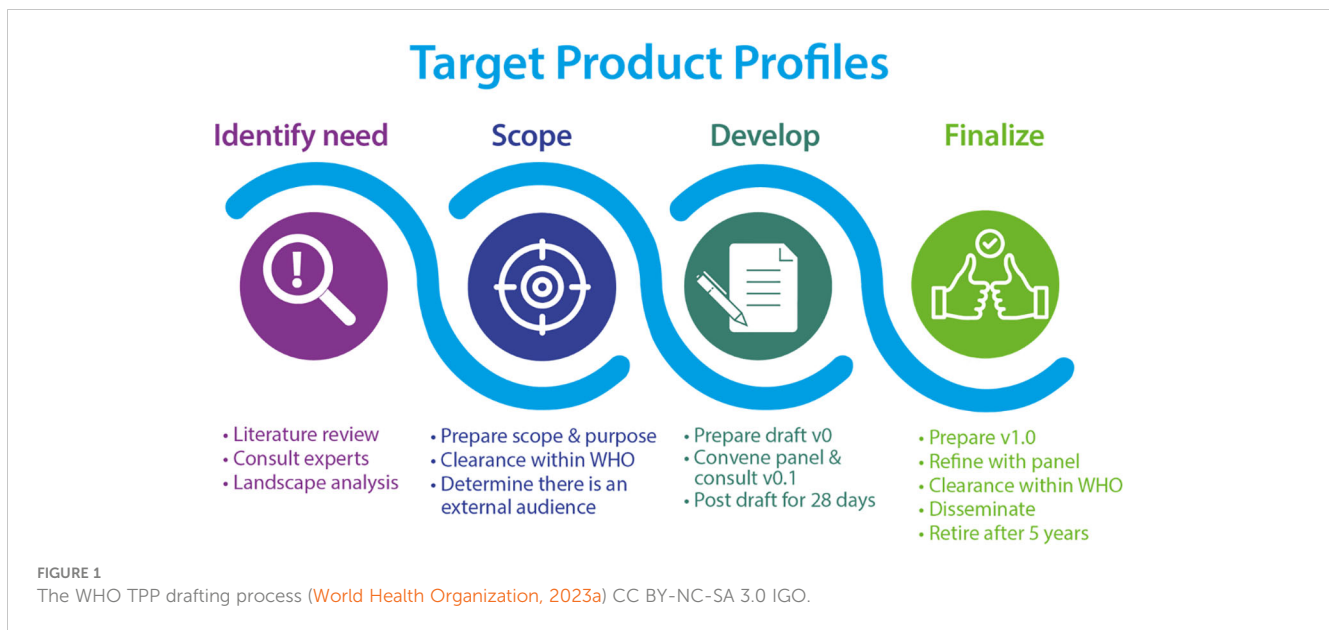 Target Product Profiles
Identify need
Scope
Develop
Finalize
• Literature review
• Consult experts
• Landscape analysis
• Prepare scope & purpose
• Clearance within WHO
• Determine there is an
external audience
• Prepare draft v0
• Convene panel &
consult v0.1
• Post draft for 28 days
• Prepare v1.0
• Refine with panel
• Clearance within WHO
• Disseminate
• Retire after 5 years
FIGURE 1
The WHO TPP drafting process (World Health Organization, 2023a) CC BY-NC-SA 3.0 IGO.